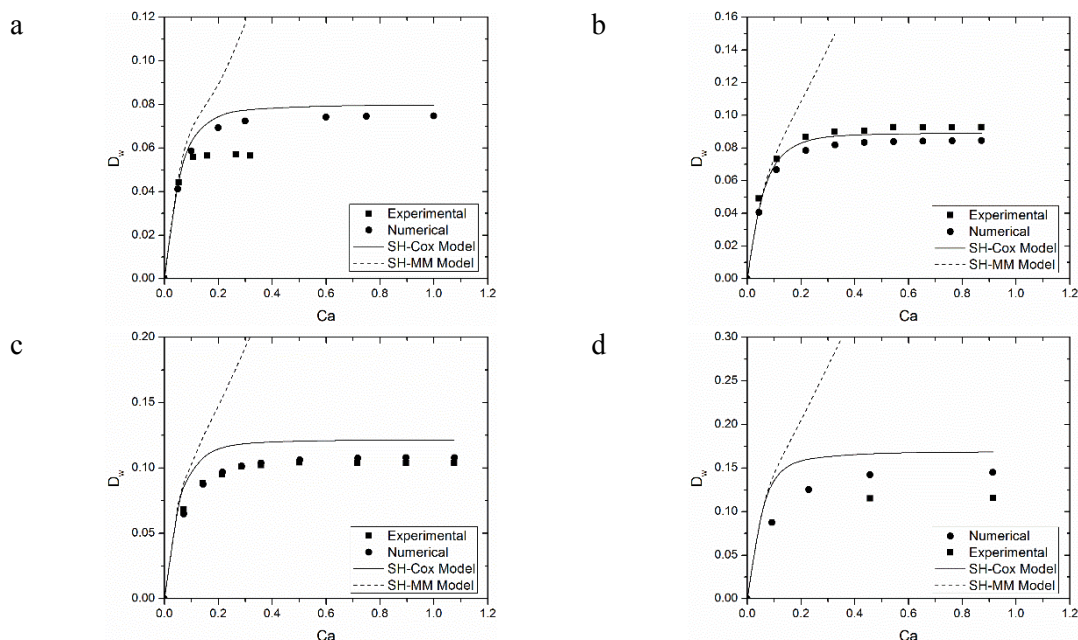 a
0.12
0.10
0.08
0.06
0.04
0.02
0.00
D_w
0.0 0.2 0.4 0.6 0.8 1.0 1.2
Ca
Experimental
Numerical
SH-Cox Model
SH-MM Model
b
0.16
0.14
0.12
0.10
0.08
0.06
0.04
0.02
0.00
D_w
0.0 0.2 0.4 0.6 0.8 1.0 1.2
Ca
Experimental
Numerical
SH-Cox Model
SH-MM Model
c
0.20
0.15
0.10
0.05
0.00
D_w
0.0 0.2 0.4 0.6 0.8 1.0 1.2
Ca
Experimental
Numerical
SH-Cox Model
SH-MM Model
d
0.30
0.25
0.20
0.15
0.10
0.05
0.00
D_w
0.0 0.2 0.4 0.6 0.8 1.0 1.2
Ca
Numerical
Experimental
SH-Cox Model
SH-MM Model